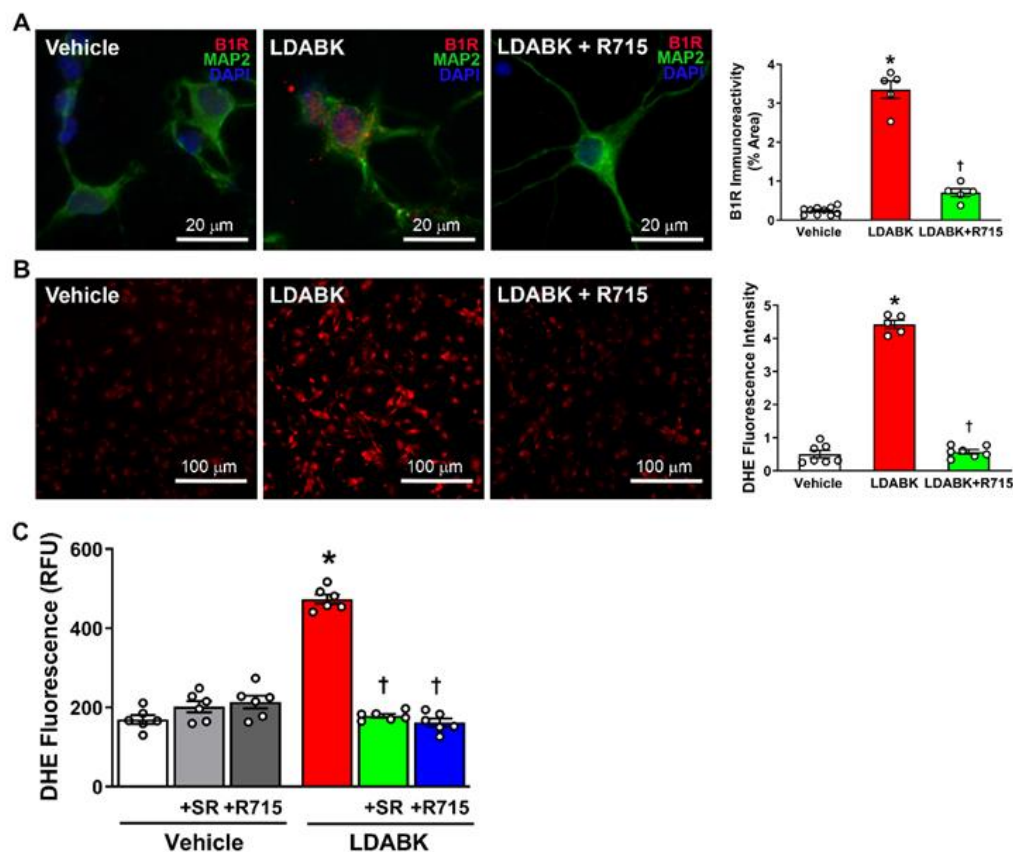 A
Vehicle
B1R
MAP2
DAPI
20 μm
LDABK
B1R
MAP2
DAPI
20 μm
LDABK + R715
B1R
MAP2
DAPI
20 μm
B1R Immunoreactivity
(% Area)
4
3
2
1
0
*
†
Vehicle LDABK LDABK+R715
B
Vehicle
100 μm
LDABK
100 μm
LDABK + R715
100 μm
DHE Fluorescence Intensity
5
4
3
2
1
0
*
†
Vehicle LDABK LDABK+R715
C
DHE Fluorescence (RFU)
600
400
200
0
*
† †
+SR +R715 +SR +R715
Vehicle LDABK